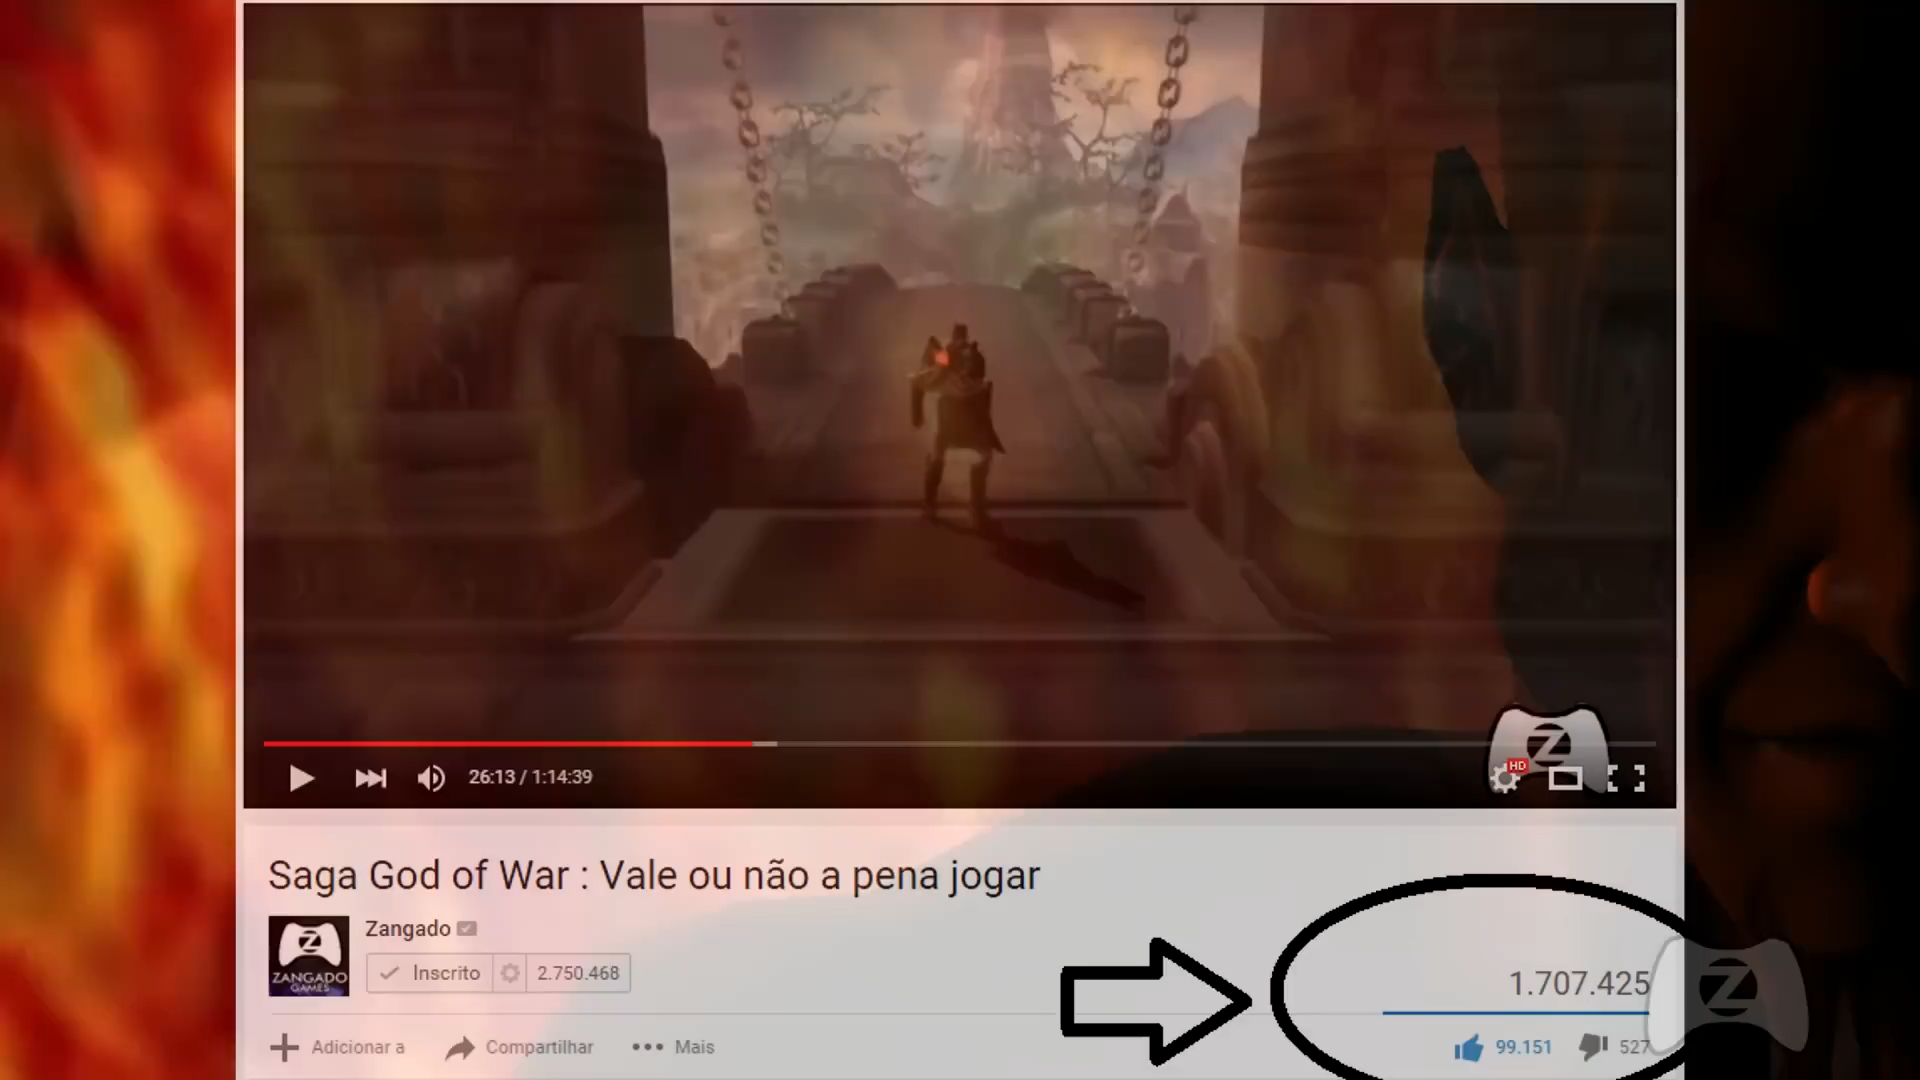 HD
26:13 / 1:14:39
Saga God of War : Vale ou não a pena jogar
Z
ZANGADO
GAMES
Zangado
Inscrito 2.750.468
1.707.425
Adicionar a Compartilhar Mais
99.151 527
Z
Z